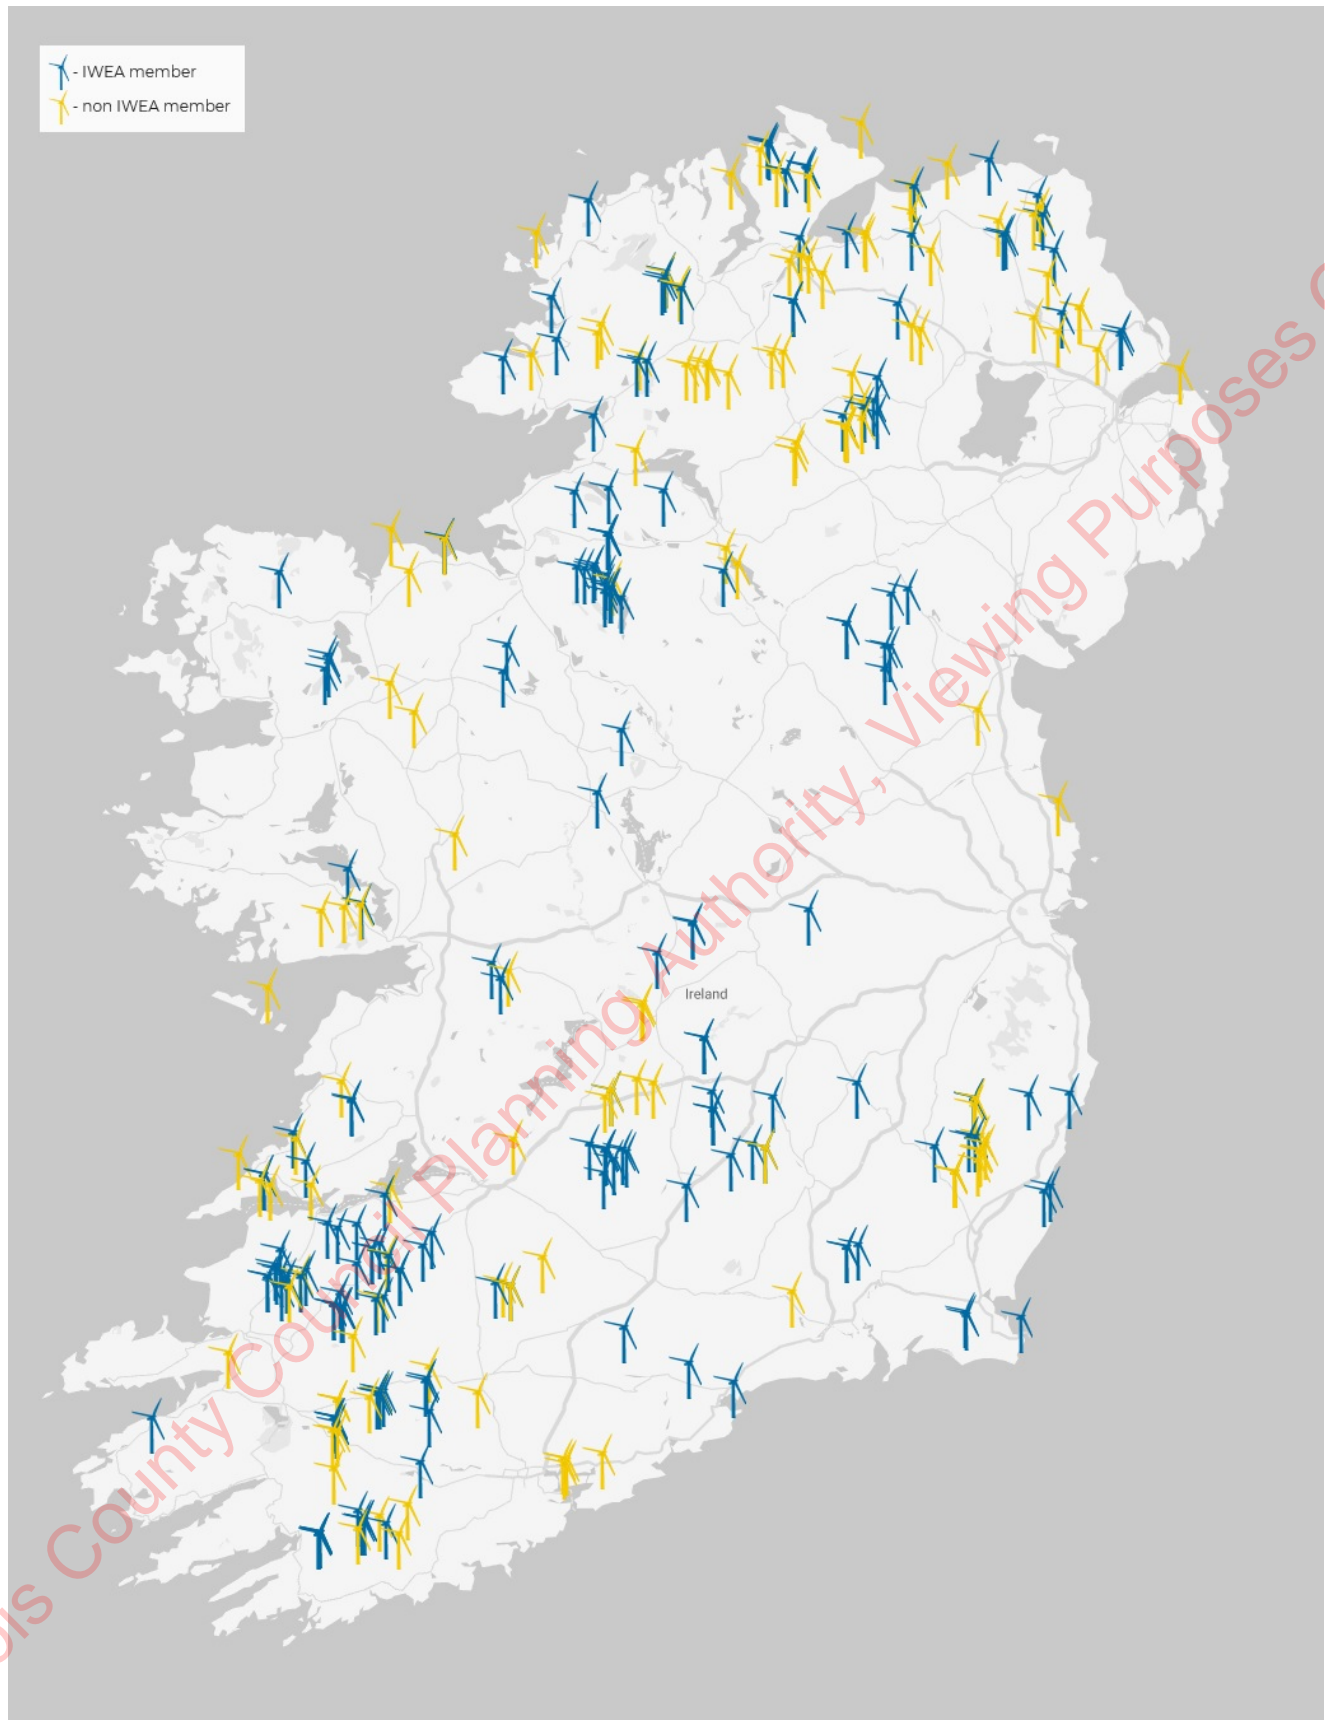 - IWEA member
- non IWEA member
Ireland
County Council Planning Authority, Viewing Purposes